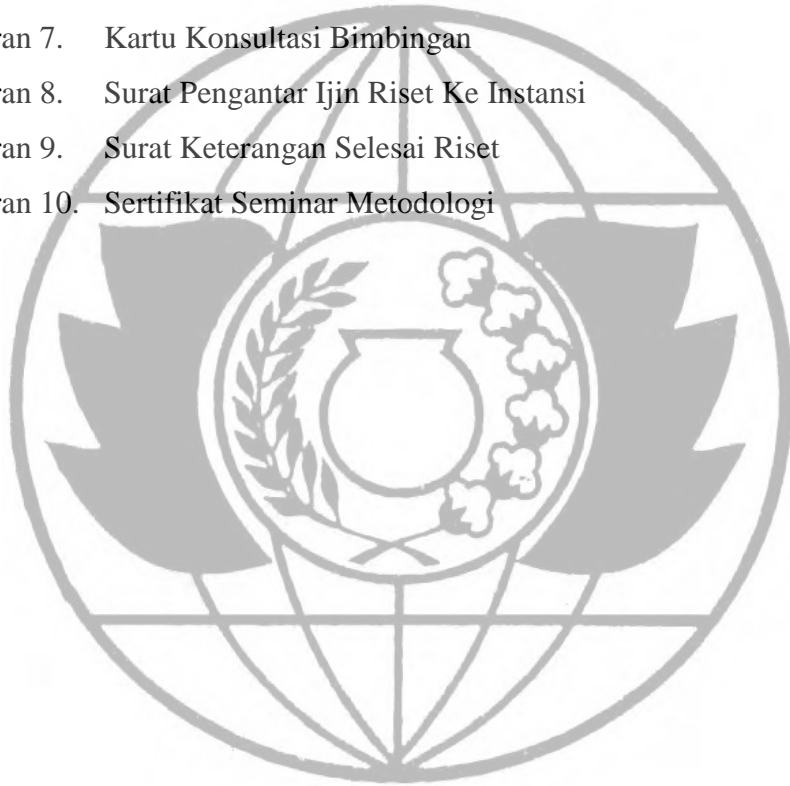 ran 7. Kartu Konsultasi Bimbingan
ran 8. Surat Pengantar Ijin Riset Ke Instansi
ran 9. Surat Keterangan Selesai Riset
ran 10. Sertifikat Seminar Metodologi